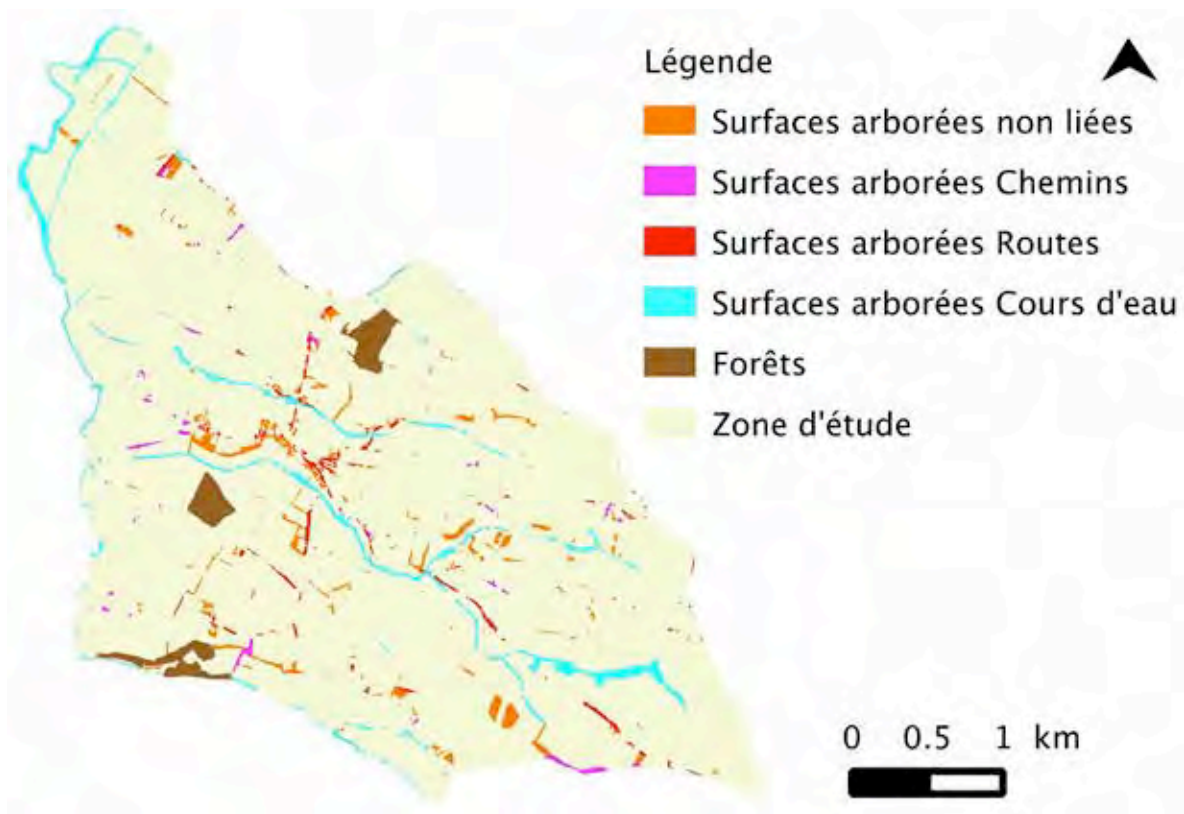 Légende
Surfaces arborées non liées
Surfaces arborées Chemins
Surfaces arborées Routes
Surfaces arborées Cours d'eau
Forêts
Zone d'étude
0 0.5 1 km